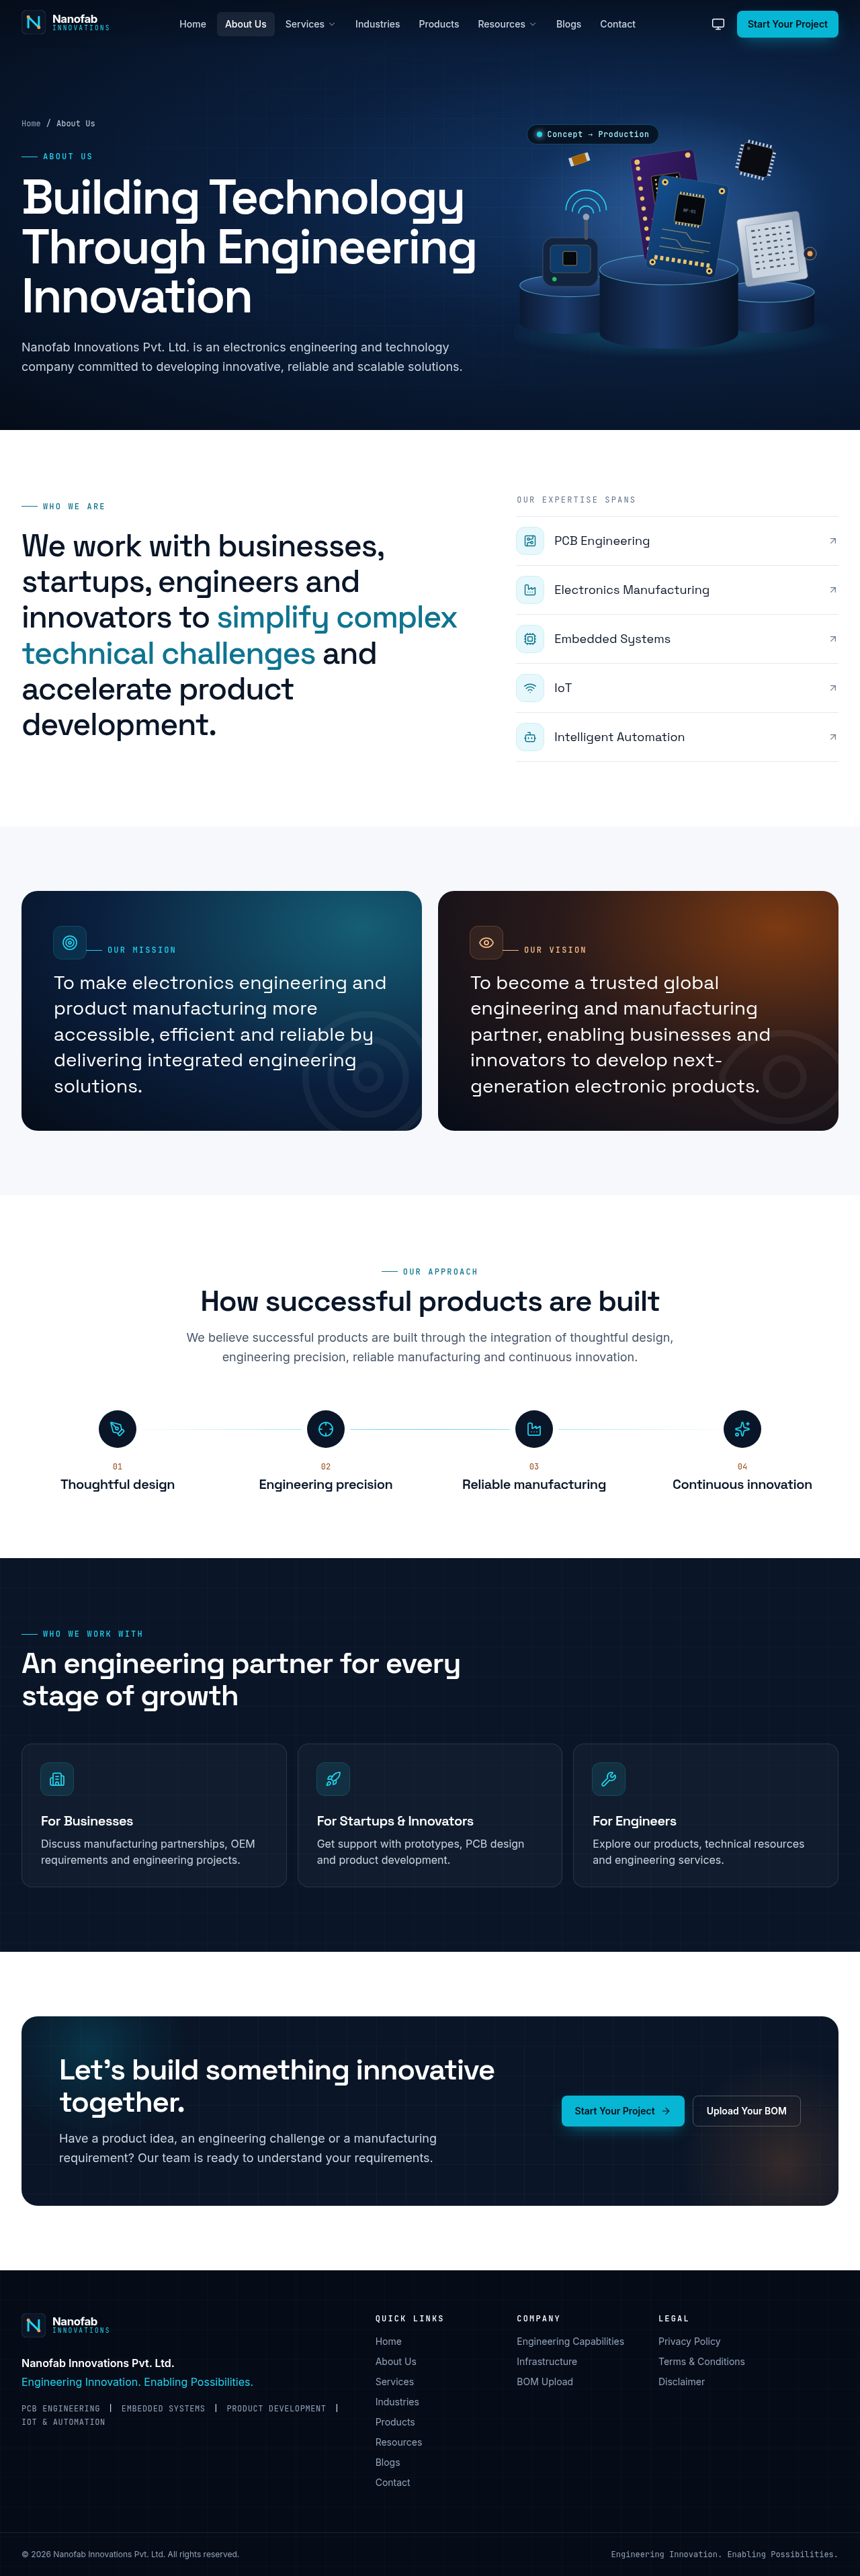 Nanofab
INNOVATIONS
Home
About Us
Services
Industries
Products
Resources
Blogs
Contact
Start Your Project
Home / About Us
ABOUT US
Building Technology
Through Engineering
Innovation
Nanofab Innovations Pvt. Ltd. is an electronics engineering and technology
company committed to developing innovative, reliable and scalable solutions.
Concept → Production
WHO WE ARE
We work with businesses,
startups, engineers and
innovators to simplify complex
technical challenges and
accelerate product
development.
OUR EXPERTISE SPANS
PCB Engineering
Electronics Manufacturing
Embedded Systems
IoT
Intelligent Automation
OUR MISSION
To make electronics engineering and
product manufacturing more
accessible, efficient and reliable by
delivering integrated engineering
solutions.
OUR VISION
To become a trusted global
engineering and manufacturing
partner, enabling businesses and
innovators to develop next-
generation electronic products.
OUR APPROACH
How successful products are built
We believe successful products are built through the integration of thoughtful design,
engineering precision, reliable manufacturing and continuous innovation.
01
Thoughtful design
02
Engineering precision
03
Reliable manufacturing
04
Continuous innovation
WHO WE WORK WITH
An engineering partner for every
stage of growth
For Businesses
Discuss manufacturing partnerships, OEM
requirements and engineering projects.
For Startups & Innovators
Get support with prototypes, PCB design
and product development.
For Engineers
Explore our products, technical resources
and engineering services.
Let's build something innovative
together.
Have a product idea, an engineering challenge or a manufacturing
requirement? Our team is ready to understand your requirements.
Start Your Project →
Upload Your BOM
Nanofab
INNOVATIONS
Nanofab Innovations Pvt. Ltd.
Engineering Innovation. Enabling Possibilities.
PCB ENGINEERING | EMBEDDED SYSTEMS | PRODUCT DEVELOPMENT |
IOT & AUTOMATION
QUICK LINKS
Home
About Us
Services
Industries
Products
Resources
Blogs
Contact
COMPANY
Engineering Capabilities
Infrastructure
BOM Upload
LEGAL
Privacy Policy
Terms & Conditions
Disclaimer
© 2026 Nanofab Innovations Pvt. Ltd. All rights reserved.
Engineering Innovation. Enabling Possibilities.